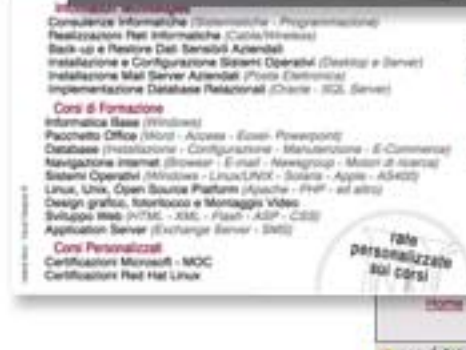 Information Technologies
Consulenze Informatiche (Sistemistiche - Programmazione)
Realizzazioni Reti Informatiche (Cable/Wireless)
Back-up e Restore Dati Sensibili Aziendali
Installazione e Configurazione Sistemi Operativi (Desktop e Server)
Installazione Mail Server Aziendali (Posta Elettronica)
Implementazione Database Relazionali (Oracle - SQL Server)
Corsi di Formazione
Informatica Base (Windows)
Pacchetto Office (Word - Access - Excel- Powerpoint)
Database (Installazione - Configurazione - Manutenzione - E-Commerce)
Navigazione Internet (Browser - E-mail - Newsgroup - Motori di ricerca)
Sistemi Operativi (Windows - Linux/UNIX - Solaris - Apple - AS400)
Linux, Unix, Open Source Platform (Apache - PHP - ed altro)
Design grafico, fotoritocco e Montaggio Video
Sviluppo Web (HTML - XML - Flash - ASP - CSS)
Application Server (Exchange Server - SMS)
Corsi Personalizzati
Certificazioni Microsoft - MOC
Certificazioni Red Hat Linux
rate
personalizzate
sui corsi
Home